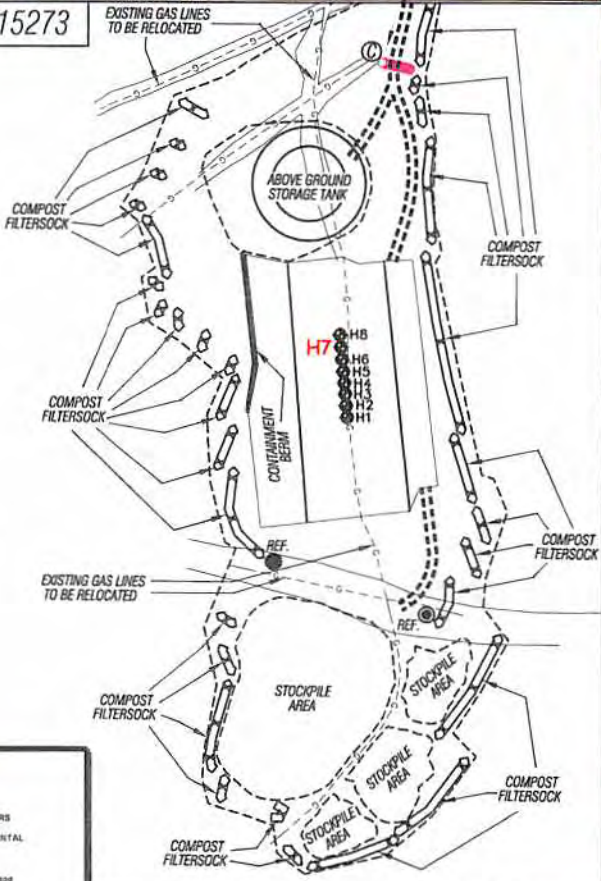 15273
EXISTING GAS LINES
TO BE RELOCATED
C
ABOVE GROUND
STORAGE TANK
COMPOST
FILTERSOCK
COMPOST
FILTERSOCK
H8
H7
H6
H5
H4
H3
H2
H1
COMPOST
FILTERSOCK
CONTAINMENT
BERM
REF.
COMPOST
FILTERSOCK
EXISTING GAS LINES
TO BE RELOCATED
REF.
STOCKPILE
AREA
STOCKPILE
AREA
COMPOST
FILTERSOCK
STOCKPILE
AREA
COMPOST
FILTERSOCK
STOCKPILE
AREA
COMPOST
FILTERSOCK
RS
NTAL